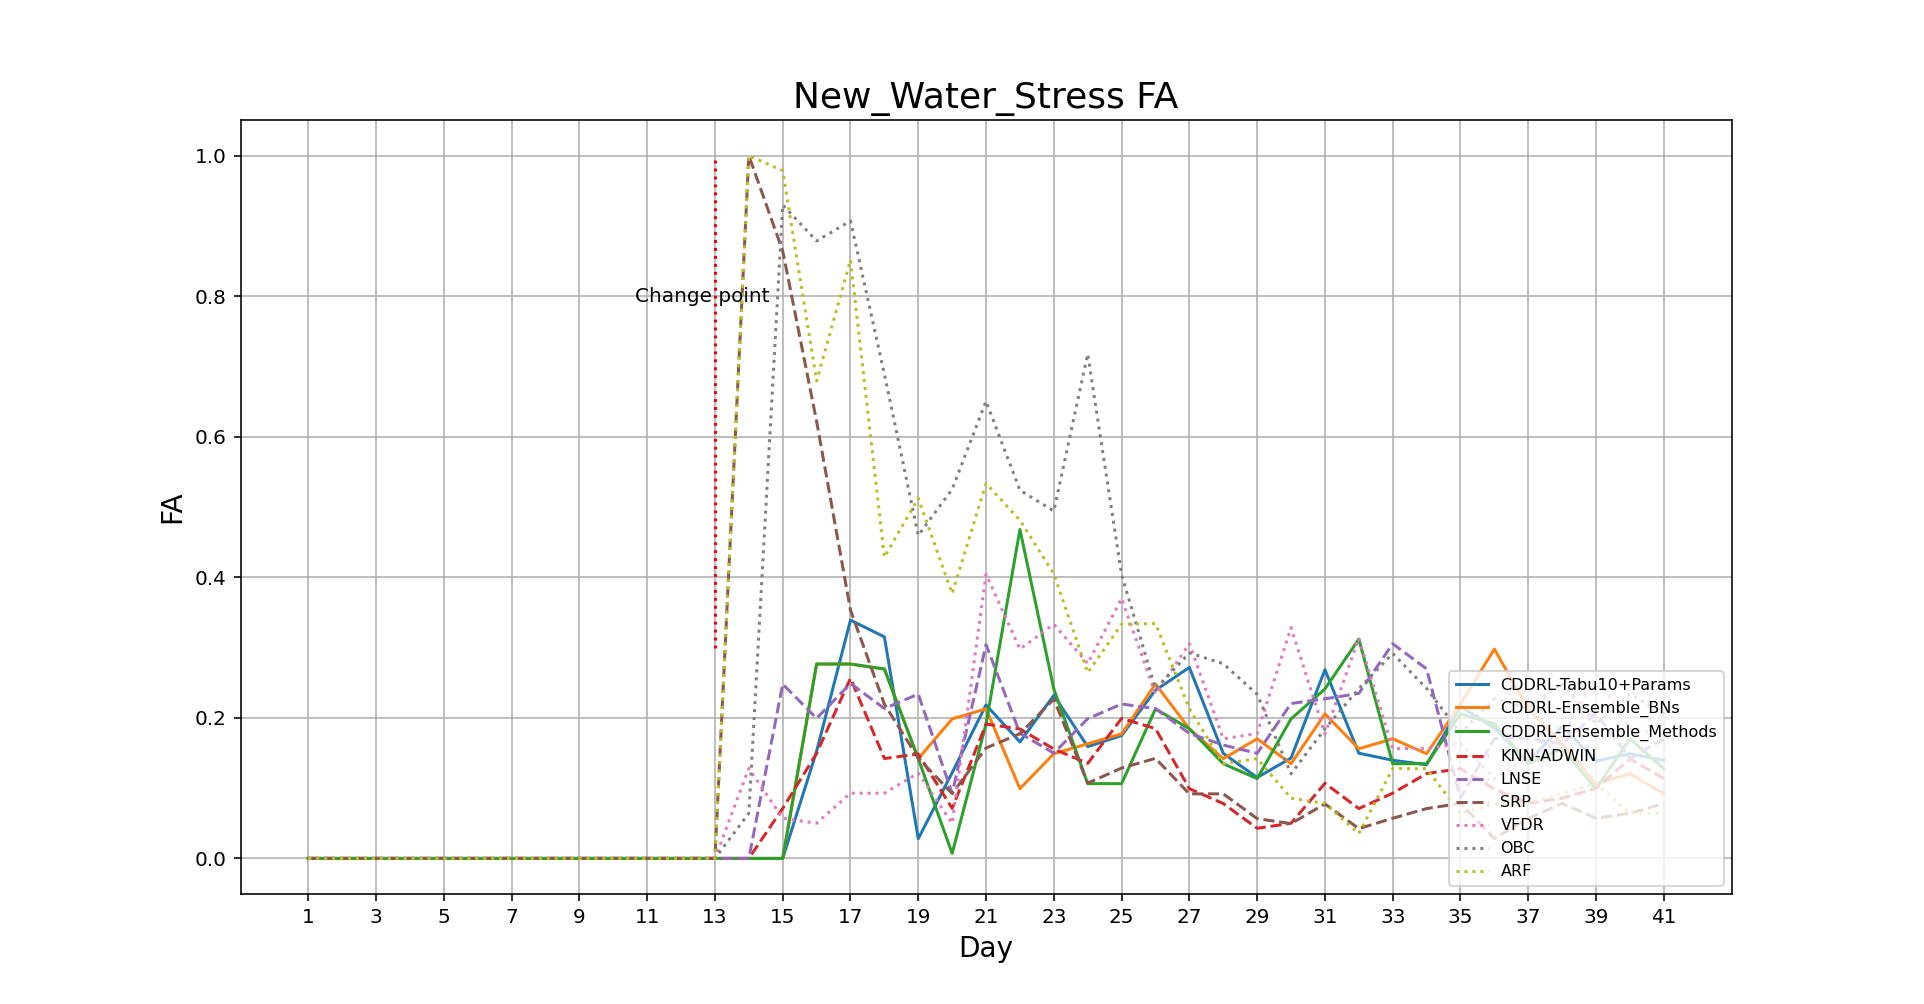 New_Water_Stress FA
1.0
0.8
0.6
0.4
0.2
0.0
FA
Change point
CDDRL-Tabu10+Params
CDDRL-Ensemble_BNs
CDDRL-Ensemble_Methods
KNN-ADWIN
LNSE
SRP
VFDR
OBC
ARF
1 3 5 7 9 11 13 15 17 19 21 23 25 27 29 31 33 35 37 39 41
Day